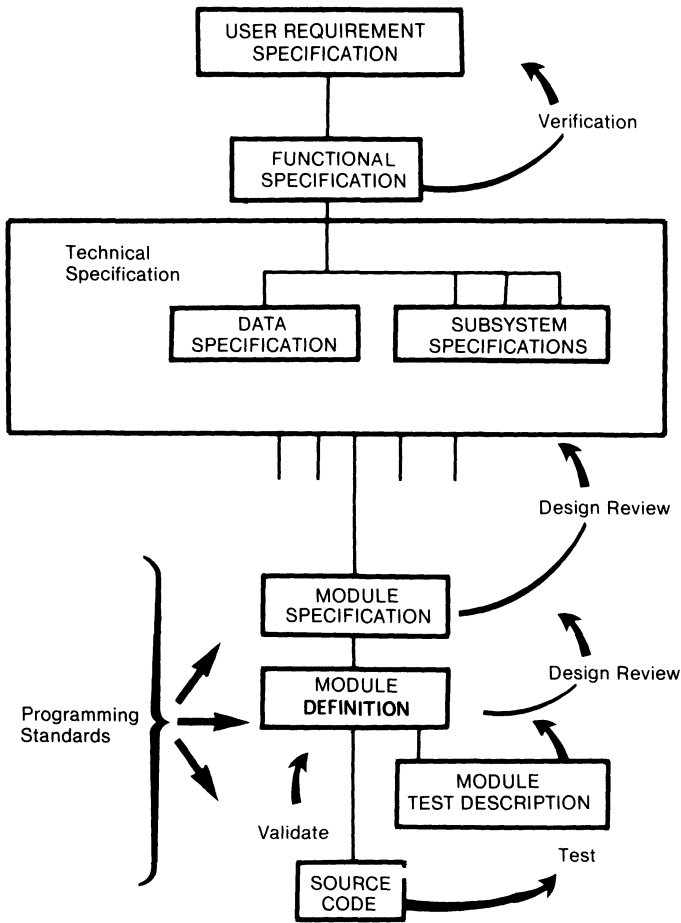 USER REQUIREMENT
SPECIFICATION
Verification
FUNCTIONAL
SPECIFICATION
Technical
Specification
DATA
SPECIFICATION
SUBSYSTEM
SPECIFICATIONS
Design Review
MODULE
SPECIFICATION
Design Review
MODULE
DEFINITION
Programming
Standards
MODULE
TEST DESCRIPTION
Validate
Test
SOURCE
CODE